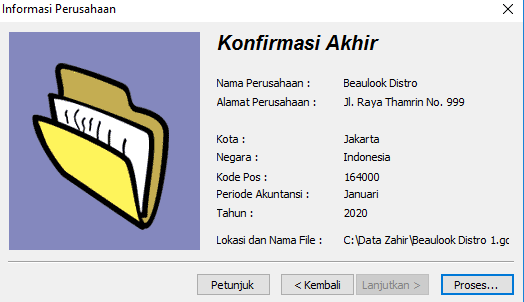 Informasi Perusahaan
Konfirmasi Akhir
Nama Perusahaan : Beaulook Distro
Alamat Perusahaan : Jl. Raya Thamrin No. 999
Kota : Jakarta
Negara : Indonesia
Kode Pos : 164000
Periode Akuntansi : Januari
Tahun : 2020
Lokasi dan Nama File : C:\Data Zahir\Beaulook Distro 1.gd
Petunjuk < Kembali Lanjutkan > Proses...